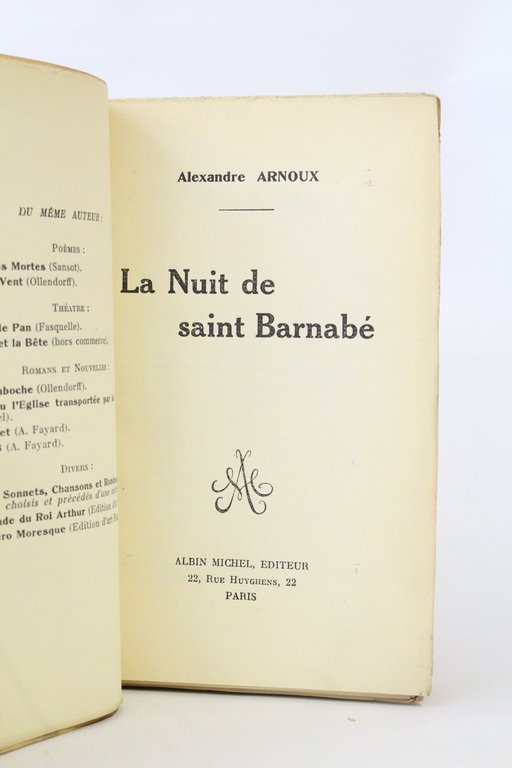 DU MÊME AUTEUR:
POÈMES:
s Mortes (Sansot).
Vent (Ollendorff).
THÉATRE:
le Pan (Fasquelle).
et la Bête (hors commerce).
ROMANS ET NOUVELLES:
aboche (Ollendorff).
u l'Eglise transportée par la
et (A. Fayard).
(A. Fayard).
DIVERS:
Sonnets, Chansons et
choisis et précédés d'une
nde du Roi Arthur (Edition
ero Moresque (Edition d'art
Alexandre ARNOUX
La Nuit de
saint Barnabé
ALBIN MICHEL, EDITEUR
22, RUE HUYGHENS, 22
PARIS